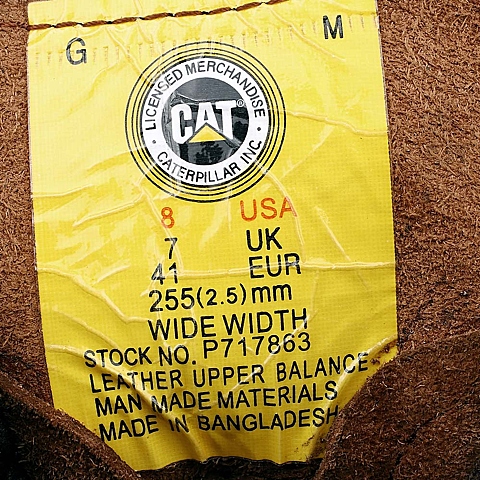 G M
LICENSED MERCHANDISE
CAT®
CATERPILLAR INC.
8 USA
7 UK
41 EUR
255(2.5)mm
WIDE WIDTH
STOCK NO. P717863
LEATHER UPPER BALANCE
MAN MADE MATERIALS
MADE IN BANGLADESH